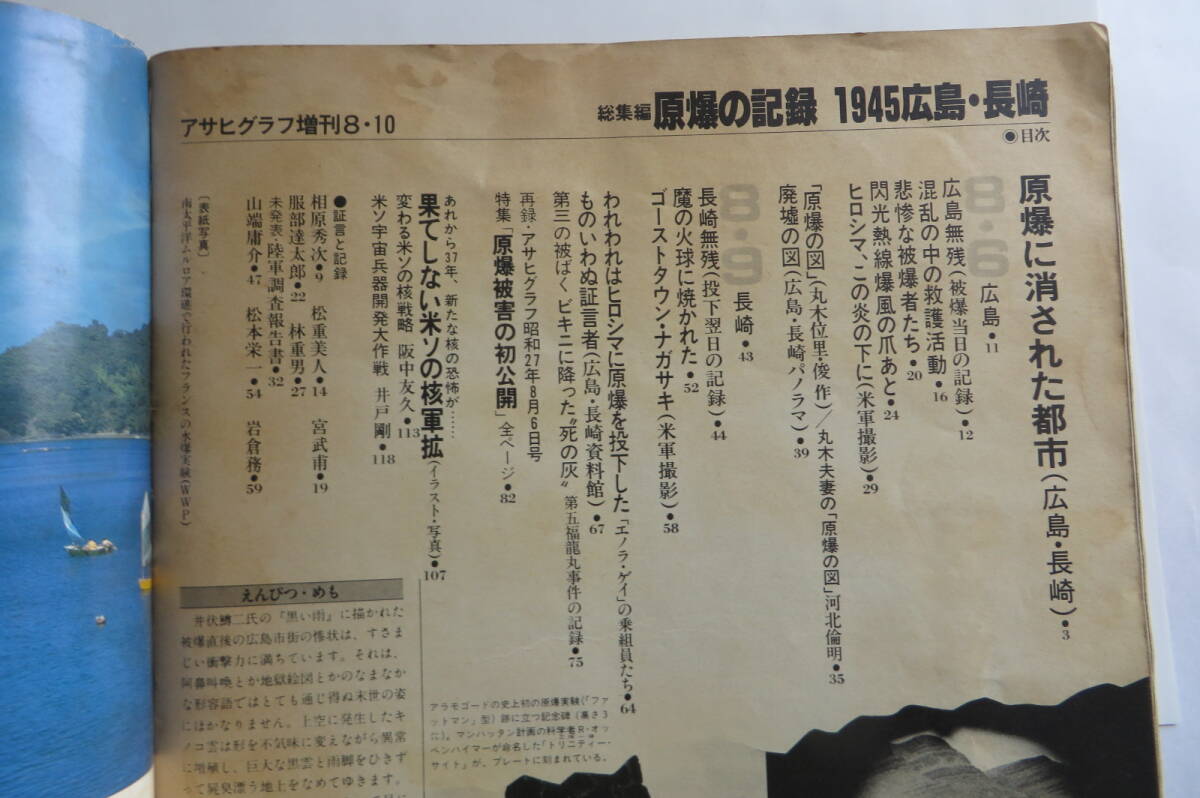 アサヒグラフ増刊8・10
総集編 原爆の記録 1945広島・長崎
◉目次
原爆に消された都市(広島・長崎)●3
8・6 広島●11
広島無残(被爆当日の記録)●12
混乱の中の救護活動●16
悲惨な被爆者たち●20
閃光熱線爆風の爪あと●24
ヒロシマ、この炎の下に(米軍撮影)●29
「原爆の図」(丸木位里・俊作)/丸木夫妻の「原爆の図」河北倫明●35
廃墟の図(広島・長崎パノラマ)●39
8・9 長崎●43
長崎無残(投下翌日の記録)●44
魔の火球に焼かれた●52
ゴーストタウン・ナガサキ(米軍撮影)●58
われわれはヒロシマに原爆を投下した「エノラ・ゲイ」の乗組員たち●64
ものいわぬ証言者(広島・長崎資料館)●67
第三の被ばく ビキニに降った〝死の灰〟 第五福龍丸事件の記録●75
再録・アサヒグラフ昭和27年8月6日号
特集「原爆被害の初公開」全ページ●82
あれから37年、新たな核の恐怖が……
果てしない米ソの核軍拡(イラスト・写真)●107
変わる米ソの核戦略 阪中友久●113
米ソ宇宙兵器開発大作戦 井戸剛●118
●証言と記録
相原秀次●9 松重美人●14 宮武甫●19
服部達太郎●22 林重男●27
未発表 陸軍調査報告書●32
山端庸介●47 松本栄一●54 岩倉務●59
〔表紙写真〕
南太平洋ムルロア環礁で行われたフランスの水爆実験(WWP)
えんぴつ・めも
井伏鱒二氏の『黒い雨』に描かれた
被爆直後の広島市街の惨状は、すさま
じい衝撃力に満ちています。それは、
阿鼻叫喚とか地獄絵図とかのなまなか
な形容語ではとても通じ得ぬ末世の姿
にほかなりません。上空に発生したキ
ノコ雲は形を不気味に変えながら異常
に増殖し、巨大な黒雲と雨脚をひきず
って屍臭漂う地上をなめてゆきます。
アラモゴードの史上初の原爆実験(「ファ
ットマン」型)跡に立つ記念碑(高さ3
㍍)。マンハッタン計画の科学者R・オッ
ペンハイマーが命名した「トリニティー・
サイト」が、プレートに刻まれている。